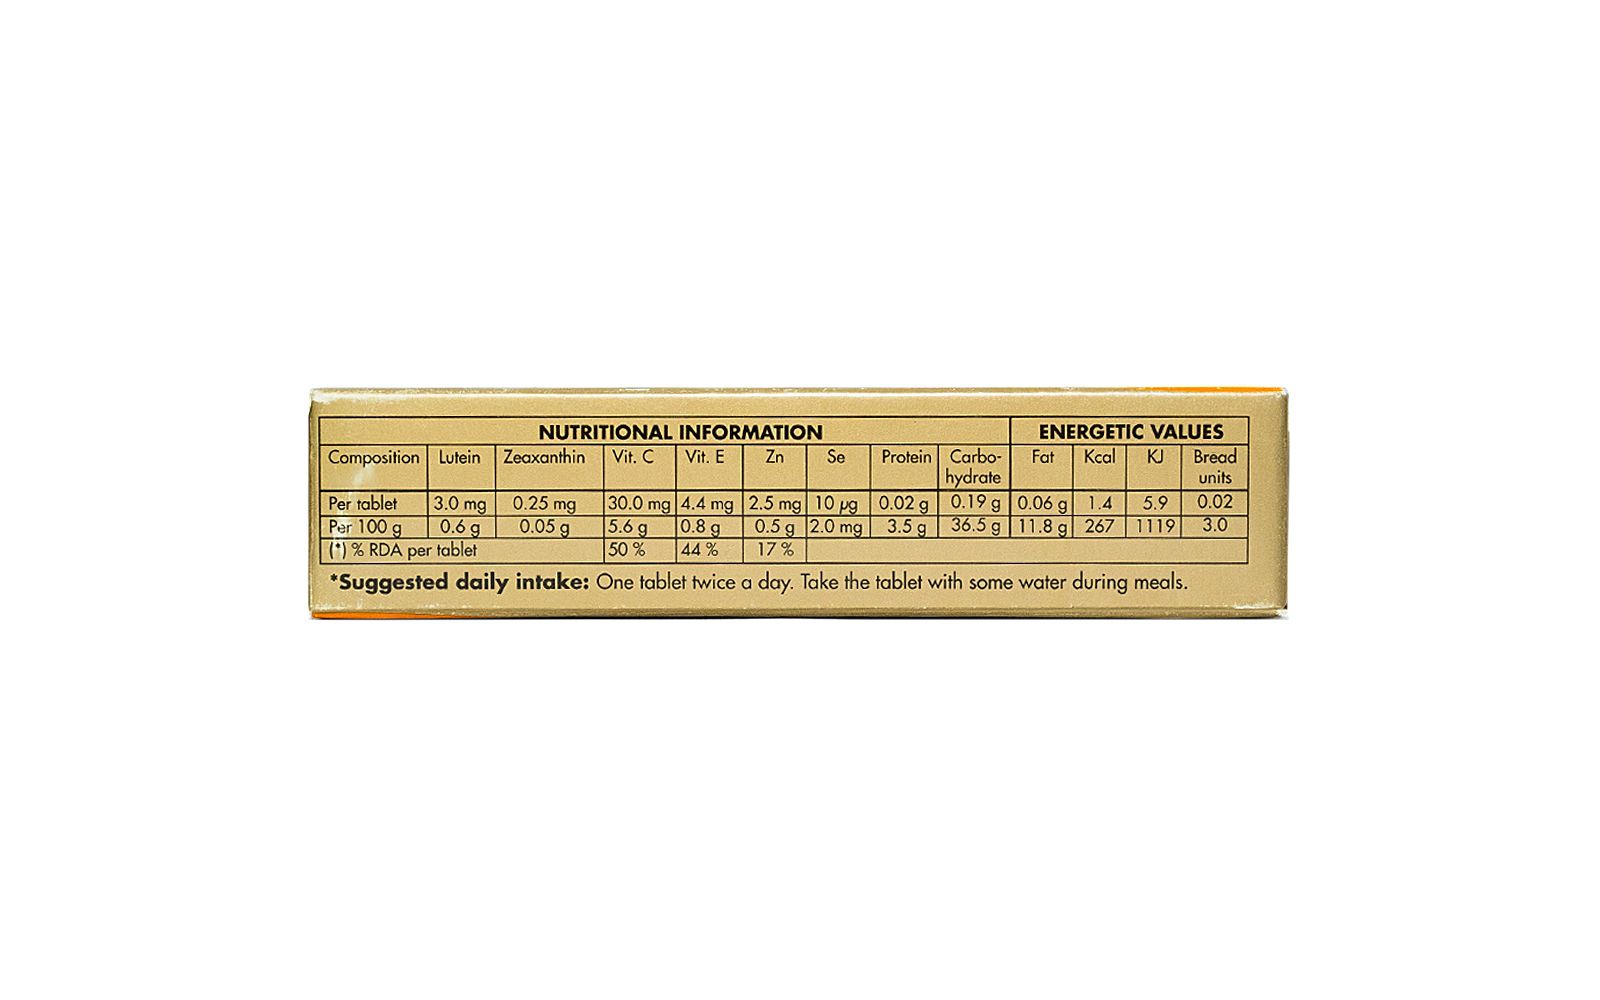 NUTRITIONAL INFORMATION ENERGETIC VALUES
Composition Lutein Zeaxanthin Vit. C Vit. E Zn Se Protein Carbo- Fat Kcal KJ Bread
hydrate units
Per tablet 3.0 mg 0.25 mg 30.0 mg 4.4 mg 2.5 mg 10 µg 0.02 g 0.19 g 0.06 g 1.4 5.9 0.02
Per 100 g 0.6 g 0.05 g 5.6 g 0.8 g 0.5 g 2.0 mg 3.5 g 36.5 g 11.8 g 267 1119 3.0
(*) % RDA per tablet 50 % 44 % 17 %
*Suggested daily intake: One tablet twice a day. Take the tablet with some water during meals.